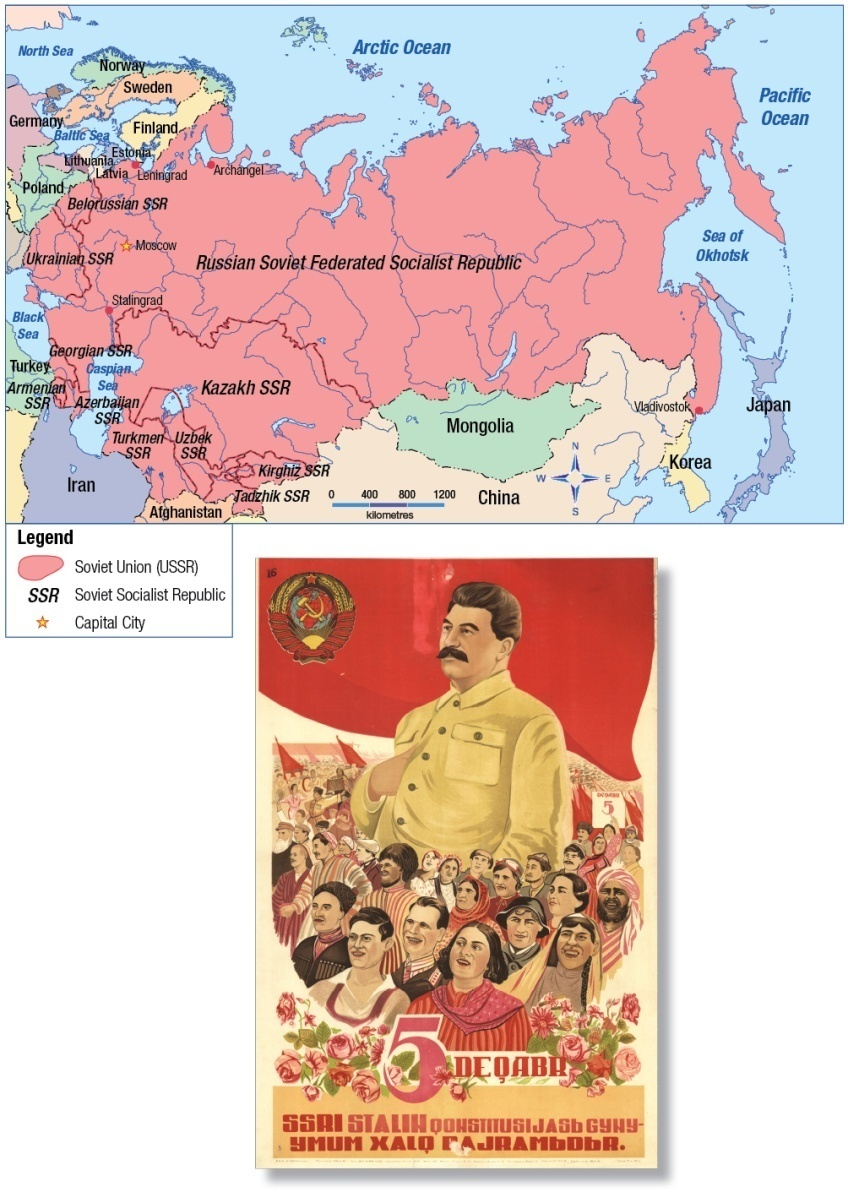 Arctic Ocean
North Sea
Norway
Sweden
Pacific
Ocean
Germany
Baltic Sea
Finland
Estonia
Lithuania
Latvia
Leningrad
Archangel
Poland
Belorussian SSR
Moscow
Ukrainian SSR
Russian Soviet Federated Socialist Republic
Sea of
Okhotsk
Stalingrad
Black
Sea
Georgian SSR
Turkey
Caspian
Sea
Armenian
SSR
Azerbaijan
SSR
Kazakh SSR
Vladivostok
Japan
Mongolia
Turkmen
SSR
Uzbek
SSR
Korea
Kirghiz SSR
Iran
Tadzhik SSR
Afghanistan
0 400 800 1200
kilometres
China
N
W E
S
Legend
Soviet Union (USSR)
SSR Soviet Socialist Republic
Capital City
16
DEQABR
5
5 DEQABR
SSRI STALIN QONSTITUSIJASЬ GYNY-
YMUM XALQ BAJRAMЬDЬR.